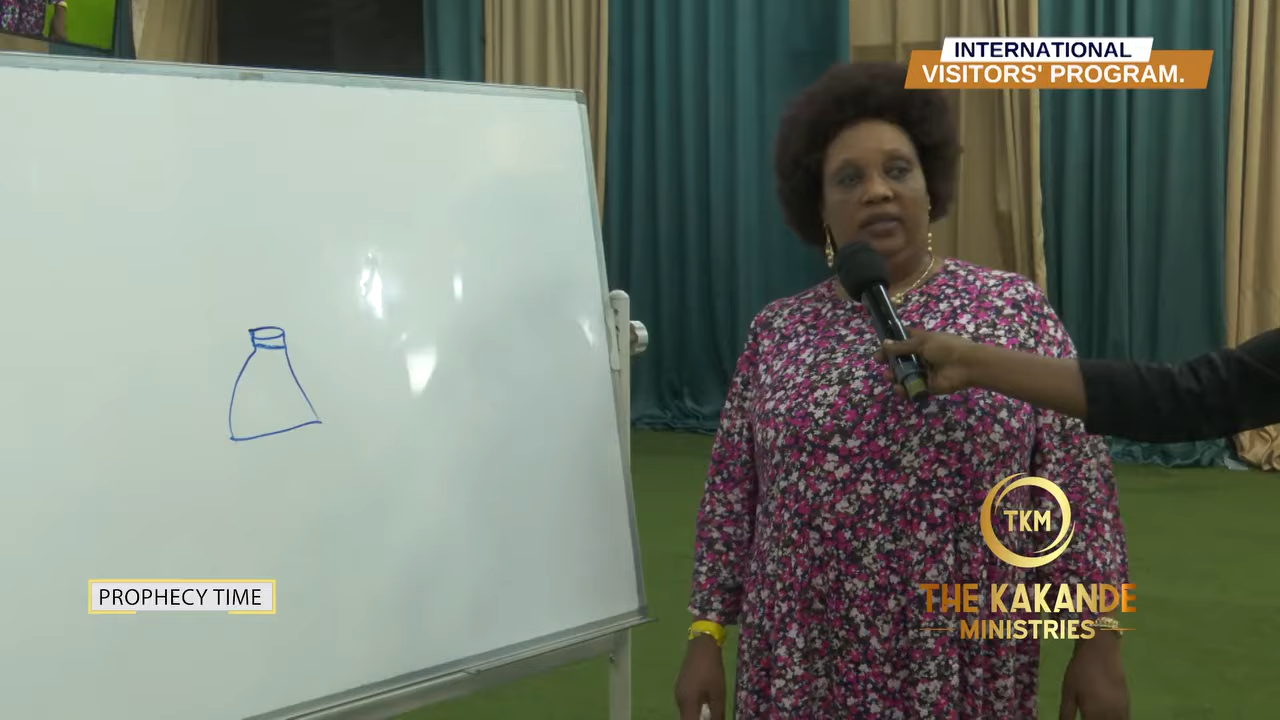 INTERNATIONAL
VISITORS' PROGRAM.
TKM
THE KAKANDE
MINISTRIES
PROPHECY TIME